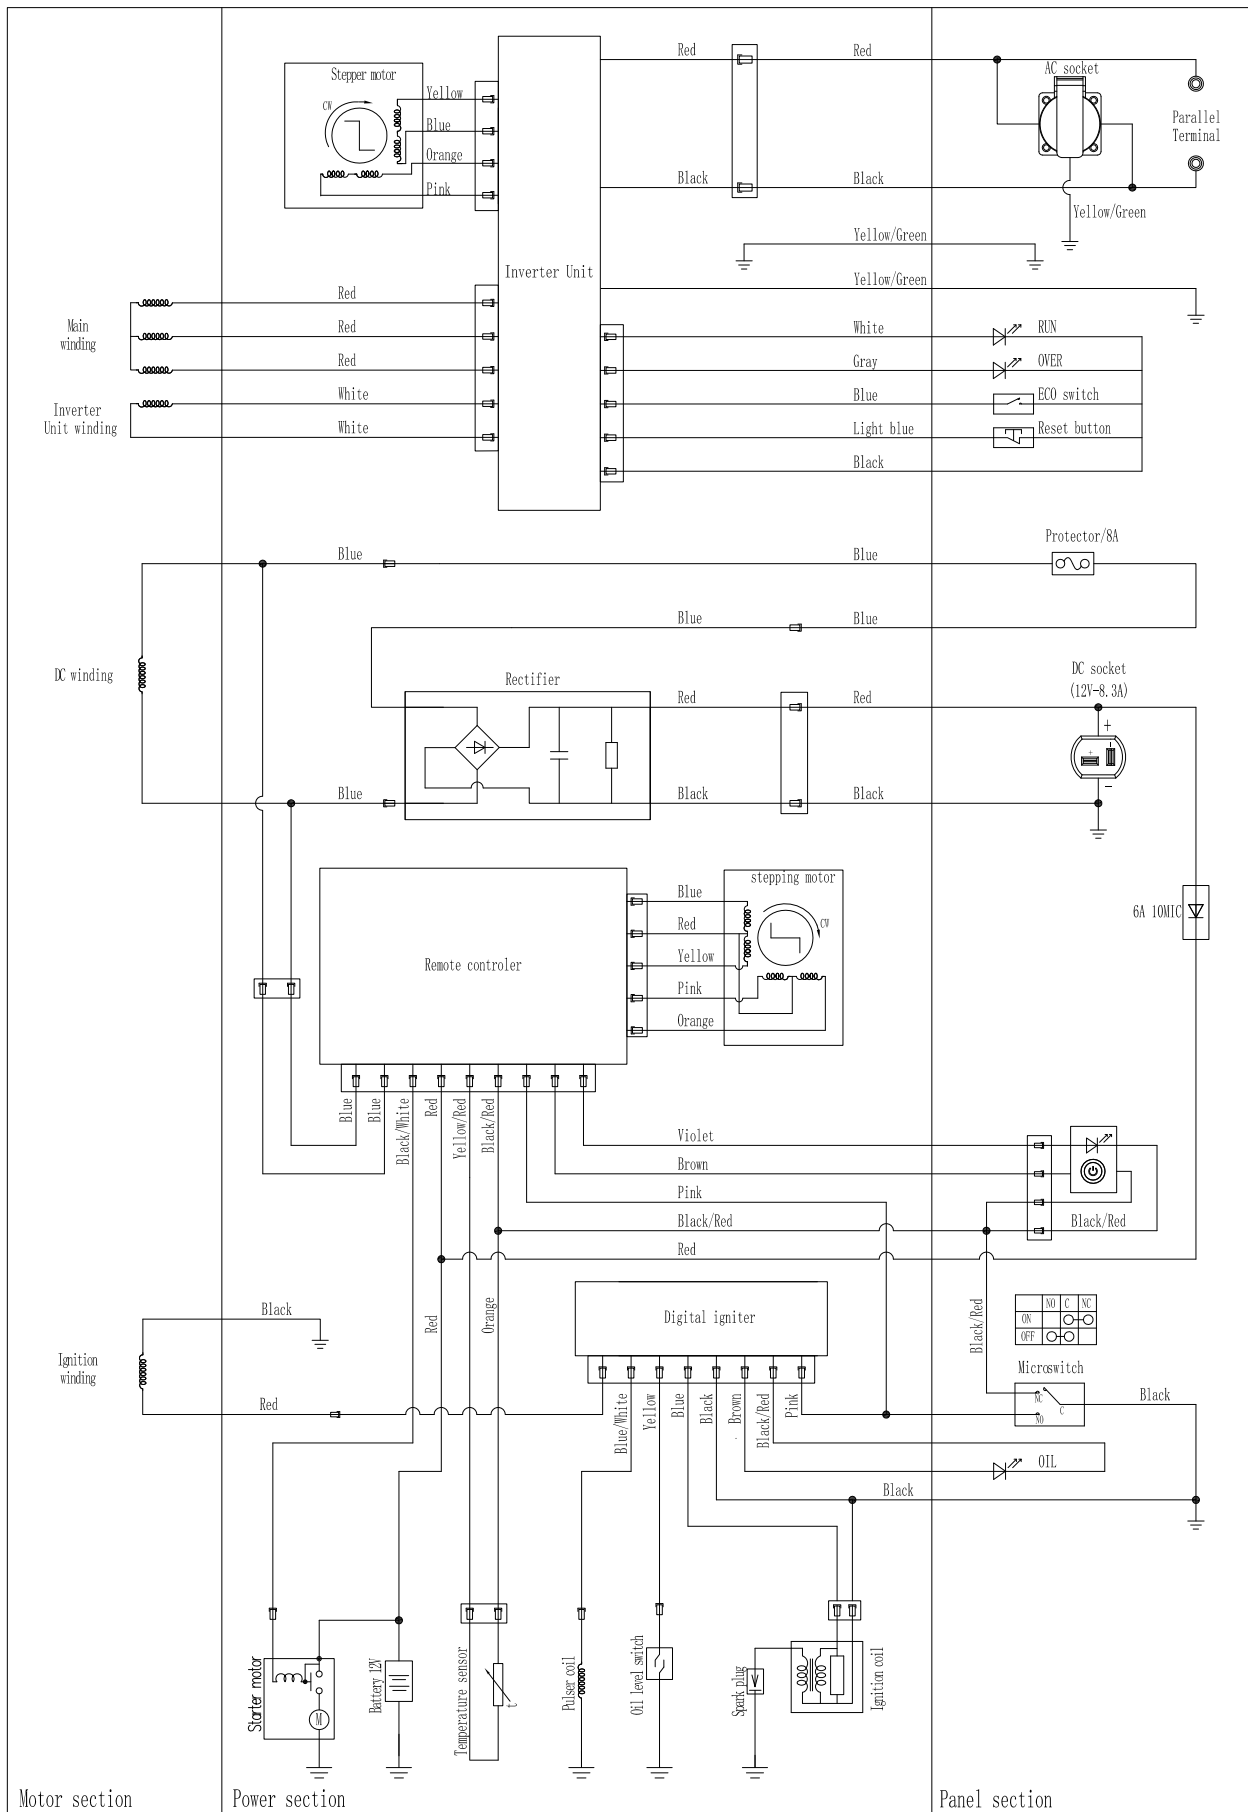 Stepper motor
CW
Yellow
Blue
Orange
Pink
Red
Red
AC socket
Parallel
Terminal
Black
Black
Yellow/Green
Yellow/Green
Inverter Unit
Yellow/Green
Main
winding
Red
Red
Red
White
White
Inverter
Unit winding
White
RUN
Gray
OVER
Blue
ECO switch
Light blue
Reset button
Black
Blue
Blue
Protector/8A
Blue
Blue
DC winding
Rectifier
Red
Red
DC socket
(12V-8.3A)
+
+
-
-
Blue
Black
Black
Remote controler
Blue
Red
Yellow
Pink
Orange
stepping motor
CW
6A 10MIC
Blue
Blue
Black/White
Red
Yellow/Red
Black/Red
Violet
Brown
Pink
Black/Red
Black/Red
Red
Black
Ignition
winding
Red
Red
Orange
Digital igniter
Black/Red
NO C NC
ON
OFF
Microswitch
NC
C
NO
Black
Blue/White
Yellow
Blue
Black
Brown
Black/Red
Pink
OIL
Black
Starter motor
M
Battery 12V
Temperature sensor
t
Pulser coil
Oil level switch
Spark plug
Ignition coil
Motor section
Power section
Panel section